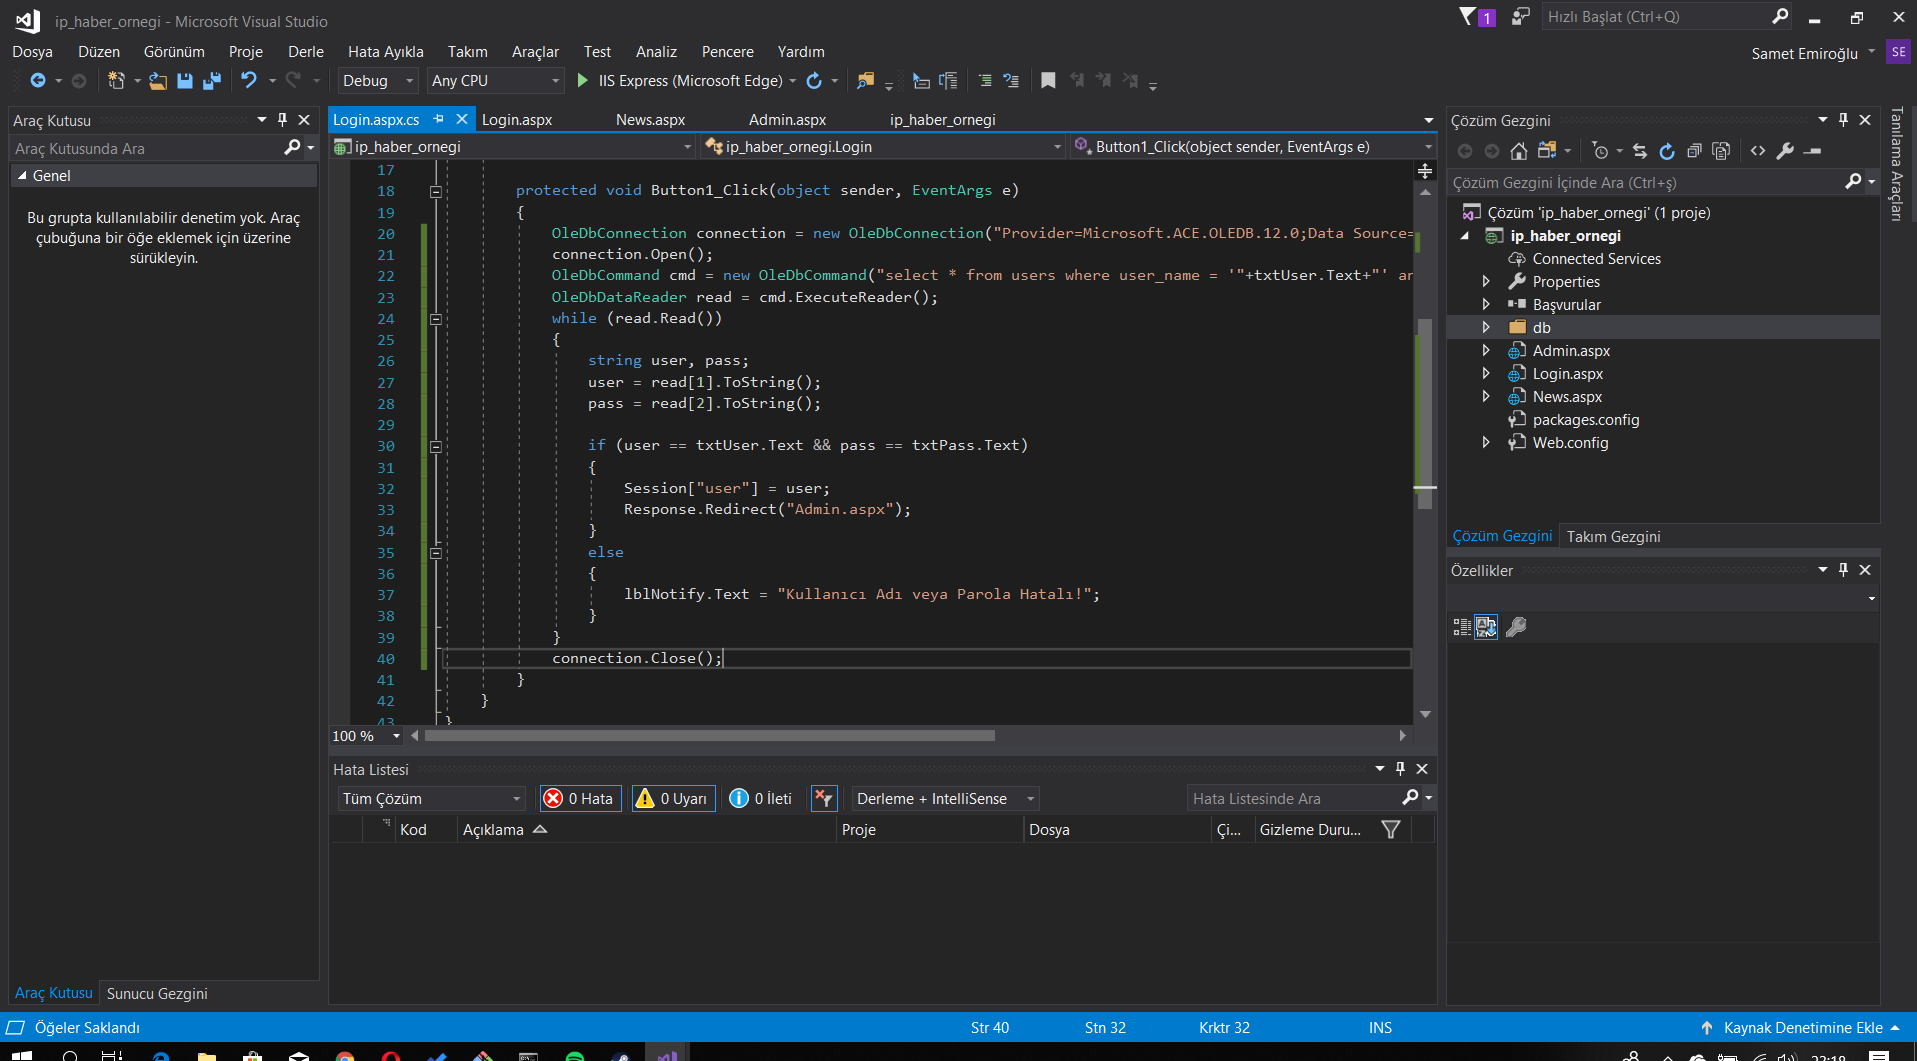 ip_haber_ornegi - Microsoft Visual Studio
1
Hızlı Başlat (Ctrl+Q)
Dosya Düzen Görünüm Proje Derle Hata Ayıkla Takım Araçlar Test Analiz Pencere Yardım
Samet Emiroğlu SE
Debug Any CPU IIS Express (Microsoft Edge)
Araç Kutusu
Araç Kutusunda Ara
Genel
Bu grupta kullanılabilir denetim yok. Araç
çubuğuna bir öğe eklemek için üzerine
sürükleyin.
Araç Kutusu Sunucu Gezgini
Login.aspx.cs Login.aspx News.aspx Admin.aspx ip_haber_ornegi
ip_haber_ornegi ip_haber_ornegi.Login Button1_Click(object sender, EventArgs e)
17
18 protected void Button1_Click(object sender, EventArgs e)
19 {
20 OleDbConnection connection = new OleDbConnection("Provider=Microsoft.ACE.OLEDB.12.0;Data Source=
21 connection.Open();
22 OleDbCommand cmd = new OleDbCommand("select * from users where user_name = '"+txtUser.Text+"' an
23 OleDbDataReader read = cmd.ExecuteReader();
24 while (read.Read())
25 {
26 string user, pass;
27 user = read[1].ToString();
28 pass = read[2].ToString();
29
30 if (user == txtUser.Text && pass == txtPass.Text)
31 {
32 Session["user"] = user;
33 Response.Redirect("Admin.aspx");
34 }
35 else
36 {
37 lblNotify.Text = "Kullanıcı Adı veya Parola Hatalı!";
38 }
39 }
40 connection.Close();
41 }
42 }
43 }
100 %
Hata Listesi
Tüm Çözüm 0 Hata 0 Uyarı 0 İleti Derleme + IntelliSense Hata Listesinde Ara
Kod Açıklama Proje Dosya Çi... Gizleme Duru...
Çözüm Gezgini
Çözüm Gezgini İçinde Ara (Ctrl+ş)
Çözüm 'ip_haber_ornegi' (1 proje)
ip_haber_ornegi
Connected Services
Properties
Başvurular
db
Admin.aspx
Login.aspx
News.aspx
packages.config
Web.config
Çözüm Gezgini Takım Gezgini
Özellikler
Tanılama Araçları
Öğeler Saklandı Str 40 Stn 32 Krktr 32 INS Kaynak Denetimine Ekle
22:18